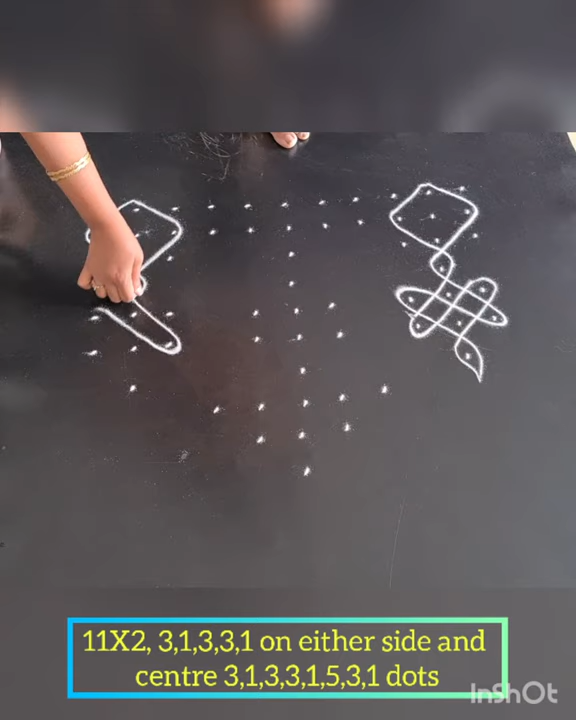 11X2, 3,1,3,3,1 on either side and
centre 3,1,3,3,1,5,3,1 dots
InShOt